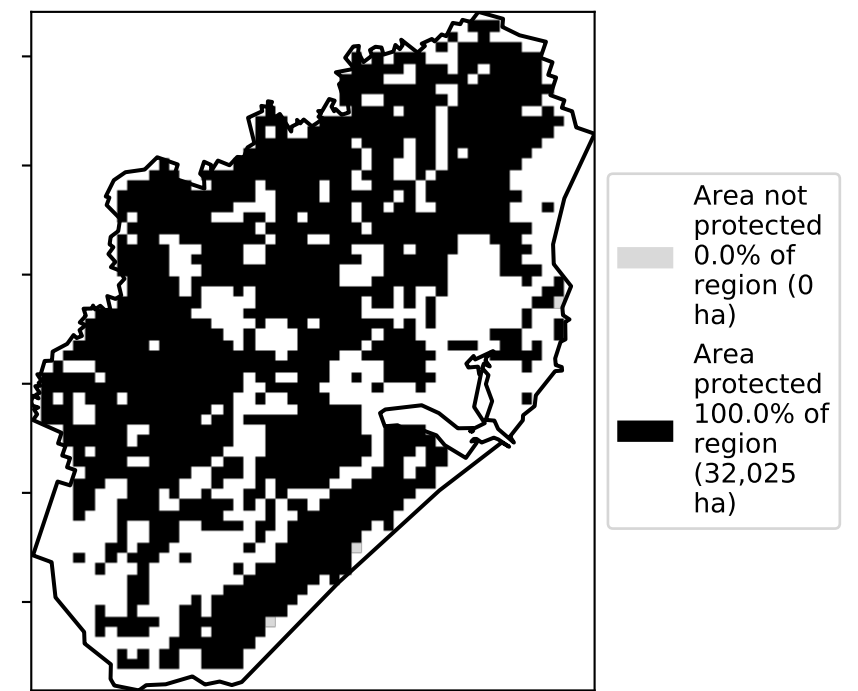 Area not
protected
0.0% of
region (0
ha)
Area
protected
100.0% of
region
(32,025
ha)